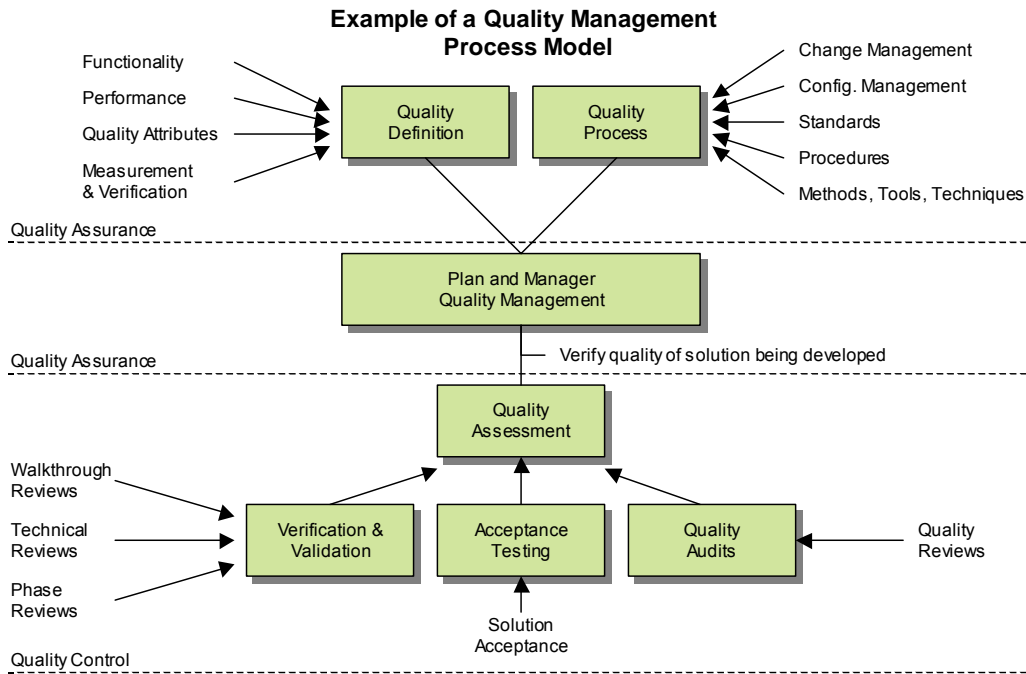 Example of a Quality Management
Process Model
Functionality
Performance
Quality Attributes
Measurement
& Verification
Quality
Definition
Quality
Process
Change Management
Config. Management
Standards
Procedures
Methods, Tools, Techniques
Quality Assurance
Plan and Manager
Quality Management
Verify quality of solution being developed
Quality Assurance
Quality
Assessment
Walkthrough
Reviews
Technical
Reviews
Phase
Reviews
Verification &
Validation
Acceptance
Testing
Quality
Audits
Quality
Reviews
Solution
Acceptance
Quality Control